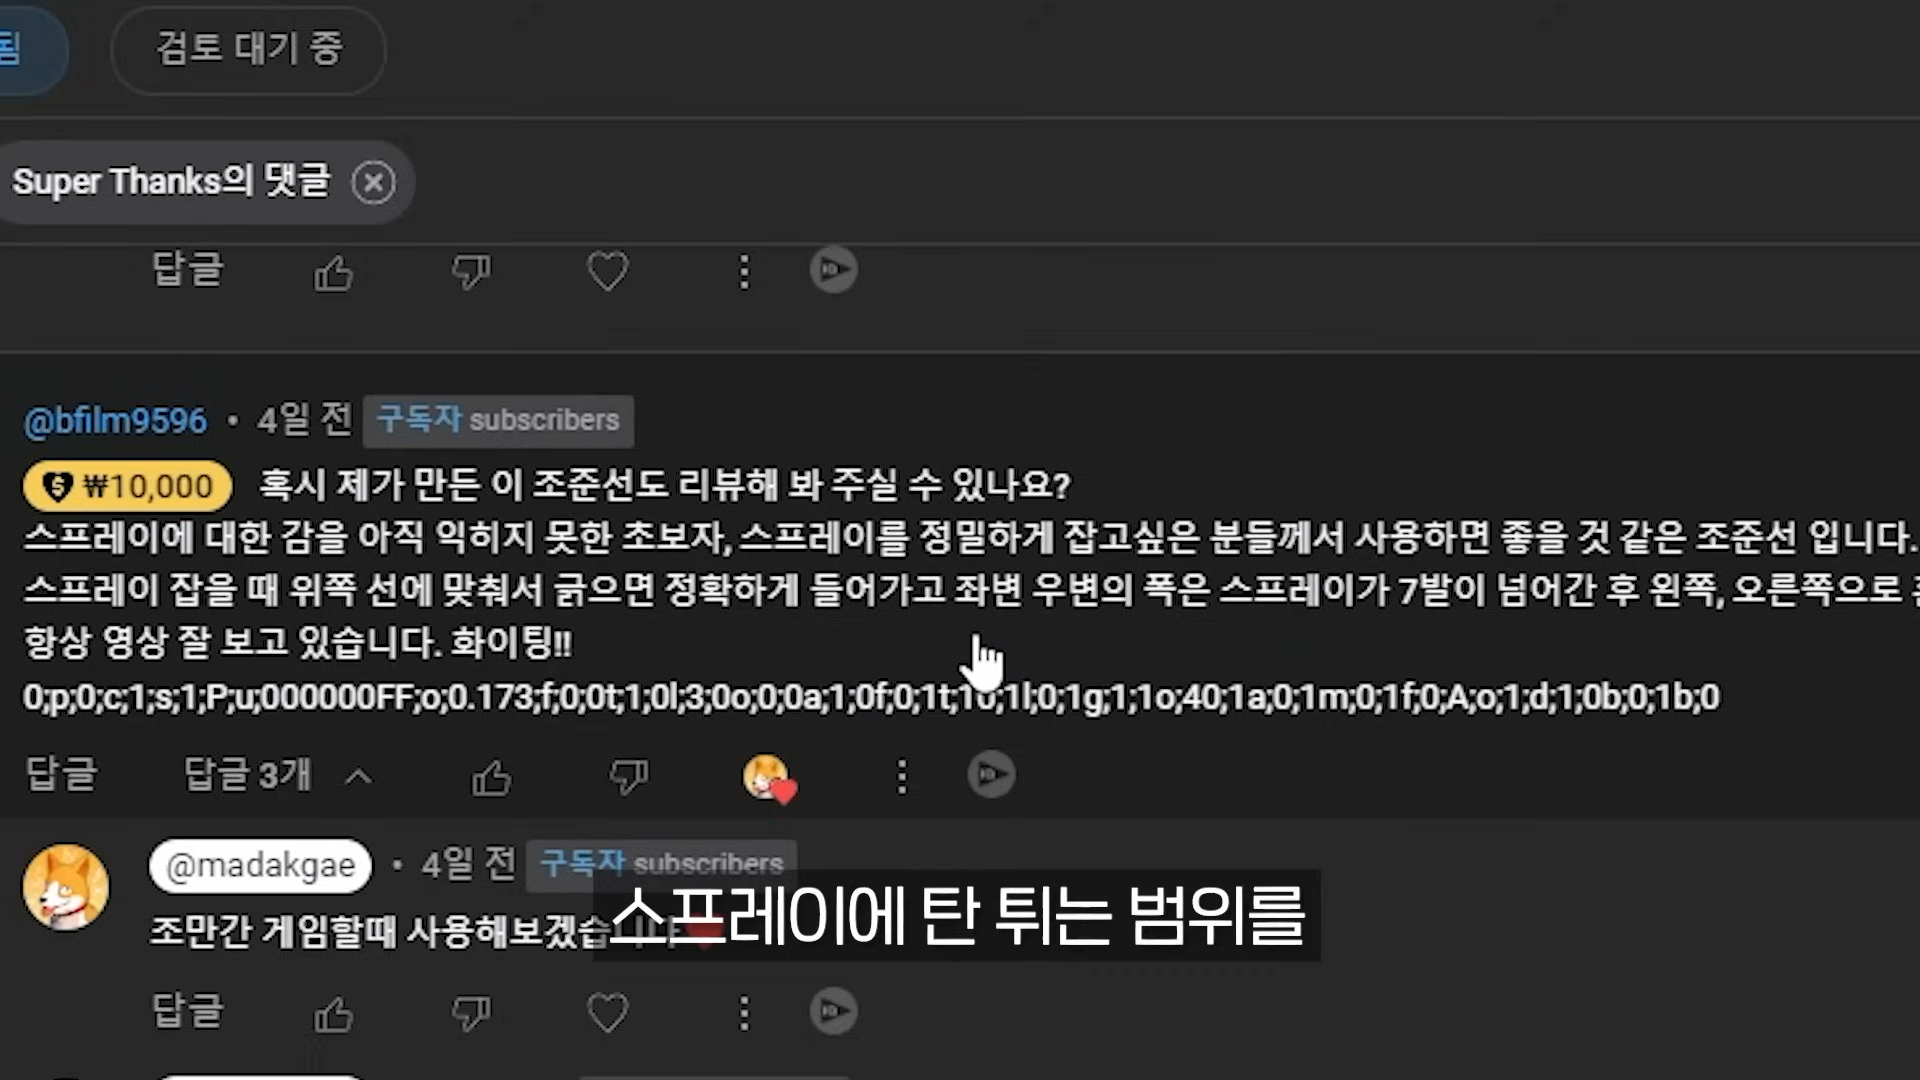 됨
검토 대기 중
Super Thanks의 댓글
답글
@bfilm9596 • 4일 전 구독자 subscribers
₩10,000 혹시 제가 만든 이 조준선도 리뷰해 봐 주실 수 있나요?
스프레이에 대한 감을 아직 익히지 못한 초보자, 스프레이를 정밀하게 잡고싶은 분들께서 사용하면 좋을 것 같은 조준선 입니다.
스프레이 잡을 때 위쪽 선에 맞춰서 긁으면 정확하게 들어가고 좌변 우변의 폭은 스프레이가 7발이 넘어간 후 왼쪽, 오른쪽으로
항상 영상 잘 보고 있습니다. 화이팅!!
0;p;0;c;1;s;1;P;u;000000FF;o;0.173;f;0;0t;1;0l;3;0o;0;0a;1;0f;0;1t;10;1l;0;1g;1;1o;40;1a;0;1m;0;1f;0;A;o;1;d;1;0b;0;1b;0
답글 답글 3개
@madakgae • 4일 전 구독자 subscribers
조만간 게임할때 사용해보겠습니다
스프레이에 탄 튀는 범위를
답글